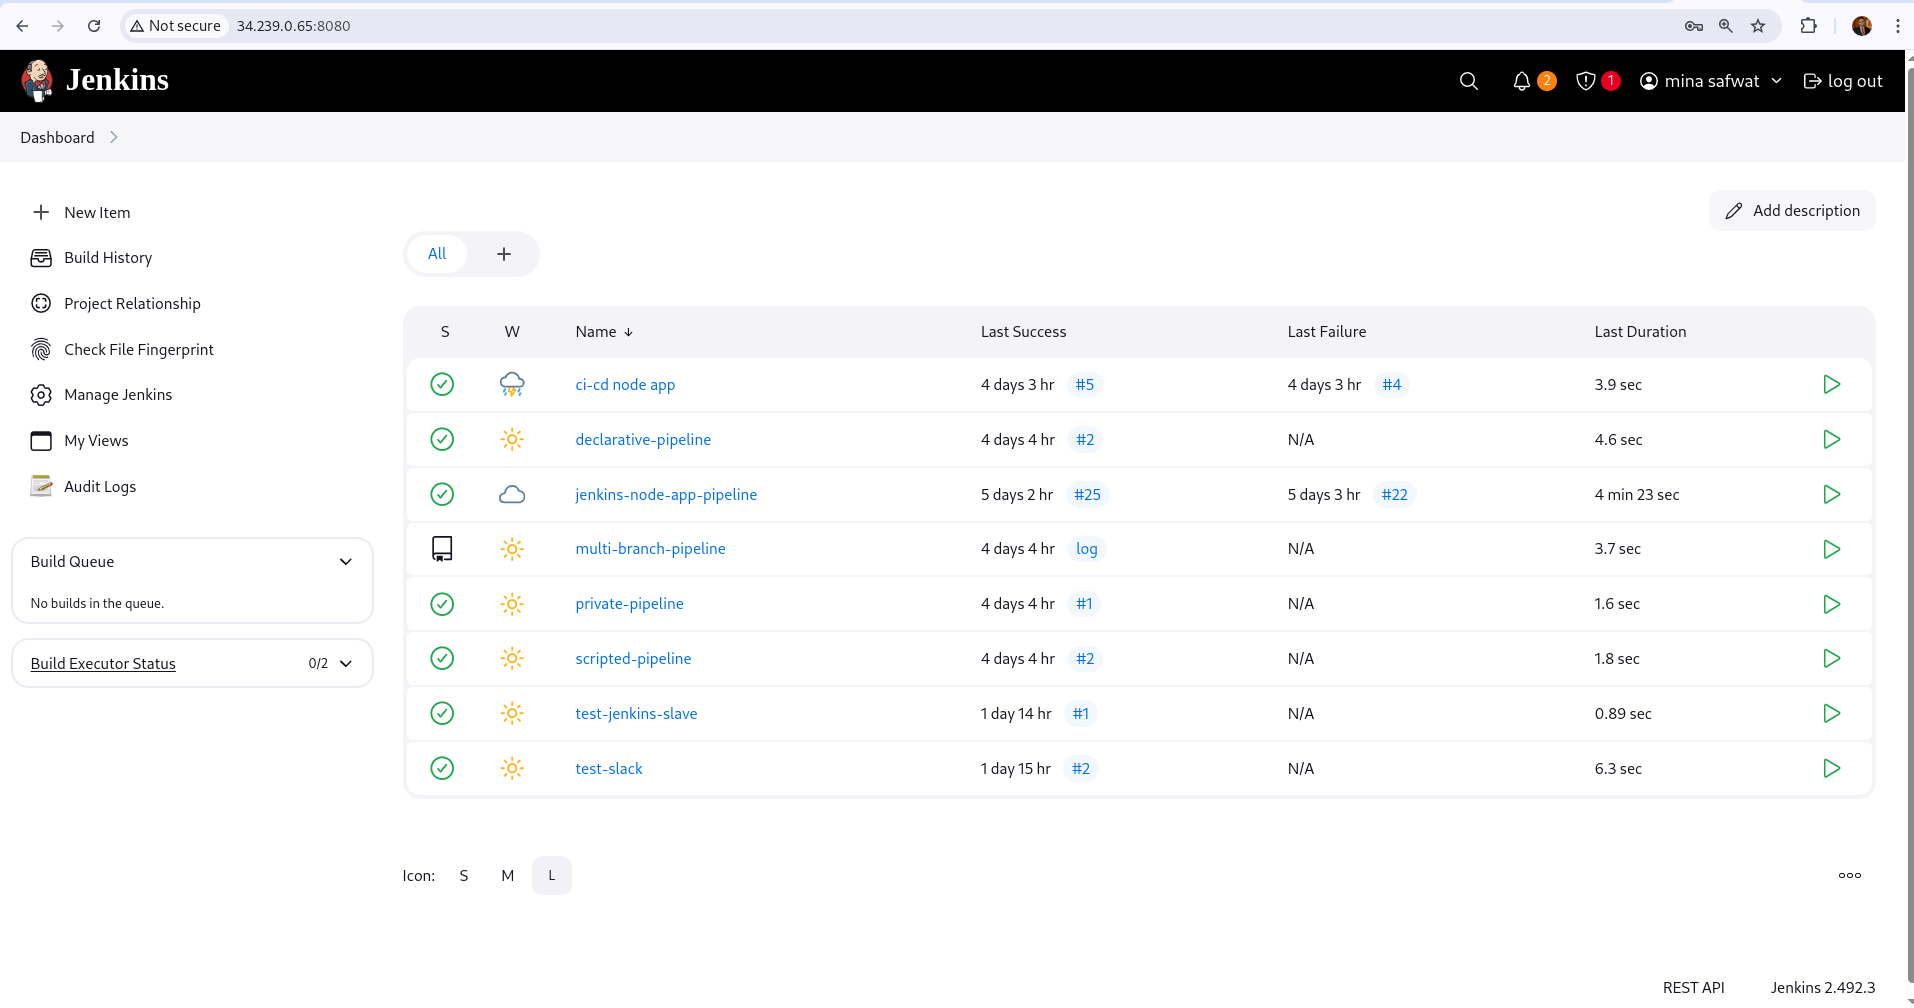 Not secure 34.239.0.65:8080
Jenkins
2 1 mina safwat log out
Dashboard
New Item
Build History
Project Relationship
Check File Fingerprint
Manage Jenkins
My Views
Audit Logs
Build Queue
No builds in the queue.
Build Executor Status 0/2
Add description
All +
S W Name ↓ Last Success Last Failure Last Duration
ci-cd node app 4 days 3 hr #5 4 days 3 hr #4 3.9 sec
declarative-pipeline 4 days 4 hr #2 N/A 4.6 sec
jenkins-node-app-pipeline 5 days 2 hr #25 5 days 3 hr #22 4 min 23 sec
multi-branch-pipeline 4 days 4 hr log N/A 3.7 sec
private-pipeline 4 days 4 hr #1 N/A 1.6 sec
scripted-pipeline 4 days 4 hr #2 N/A 1.8 sec
test-jenkins-slave 1 day 14 hr #1 N/A 0.89 sec
test-slack 1 day 15 hr #2 N/A 6.3 sec
Icon: S M L
REST API Jenkins 2.492.3